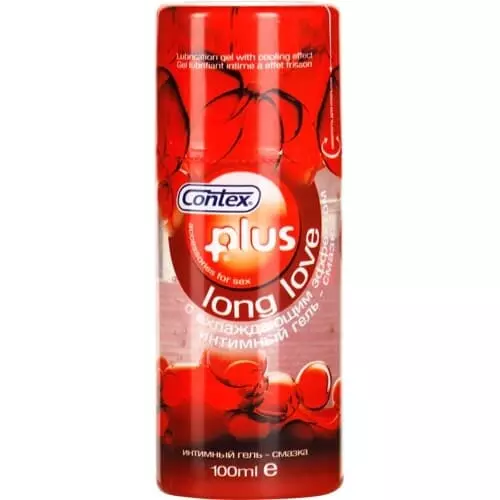 Lubrication gel with cooling effect
Gel lubrifiant intime à effet frisson
Contex
plus
accessories for sex
long love
с охлаждающим эффектом
интимный гель - смазка
интимный гель - смазка
100ml e